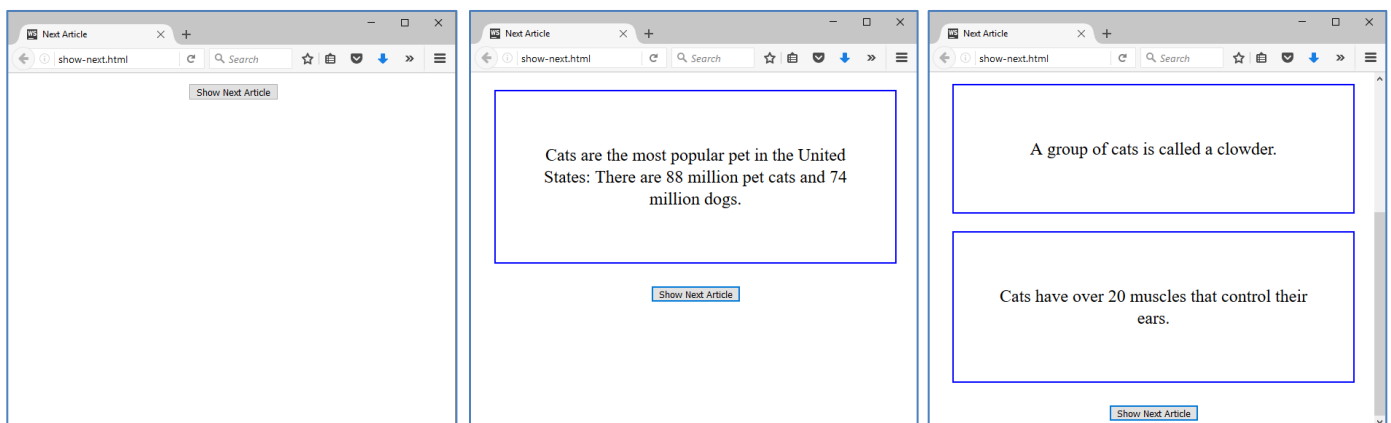 WS Next Article
show-next.html
Search
Show Next Article
WS Next Article
show-next.html
Search
Cats are the most popular pet in the United
States: There are 88 million pet cats and 74
million dogs.
Show Next Article
WS Next Article
show-next.html
Search
A group of cats is called a clowder.
Cats have over 20 muscles that control their
ears.
Show Next Article